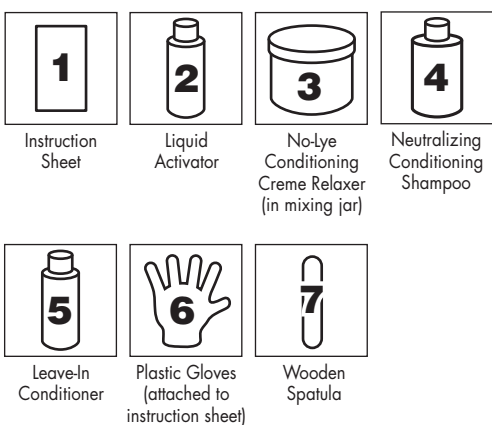 1
2
3
4
Instruction
Sheet
Liquid
Activator
No-Lye
Conditioning
Creme Relaxer
(in mixing jar)
Neutralizing
Conditioning
Shampoo
5
6
7
Leave-In
Conditioner
Plastic Gloves
(attached to
instruction sheet)
Wooden
Spatula